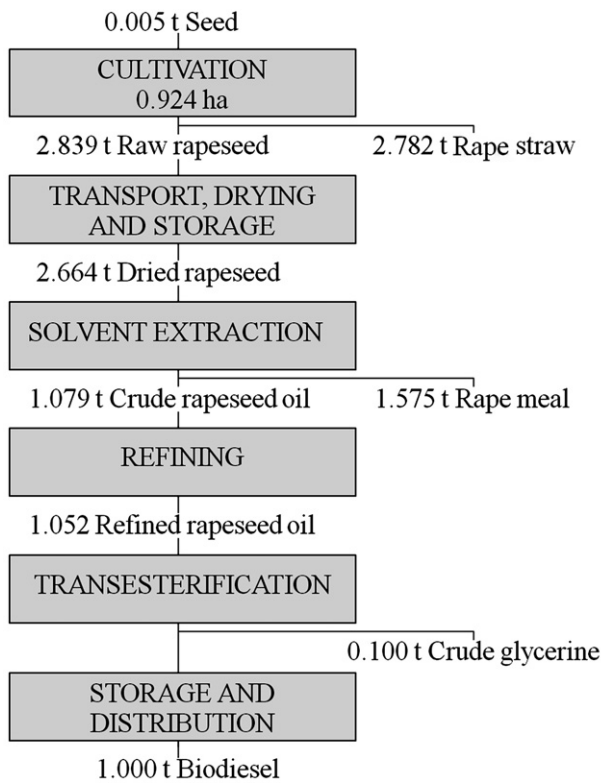 0.005 t Seed
CULTIVATION
0.924 ha
2.839 t Raw rapeseed
2.782 t Rape straw
TRANSPORT, DRYING
AND STORAGE
2.664 t Dried rapeseed
SOLVENT EXTRACTION
1.079 t Crude rapeseed oil
1.575 t Rape meal
REFINING
1.052 Refined rapeseed oil
TRANSESTERIFICATION
0.100 t Crude glycerine
STORAGE AND
DISTRIBUTION
1.000 t Biodiesel